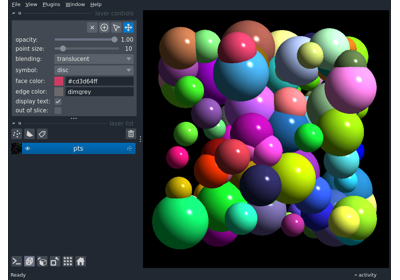 File View Plugins Window Help
layer controls
opacity: 1.00
point size: 10
blending: translucent
symbol: disc
face color: #cd3d64ff
edge color: dimgrey
display text:
out of slice:
layer list
pts
Ready
activity